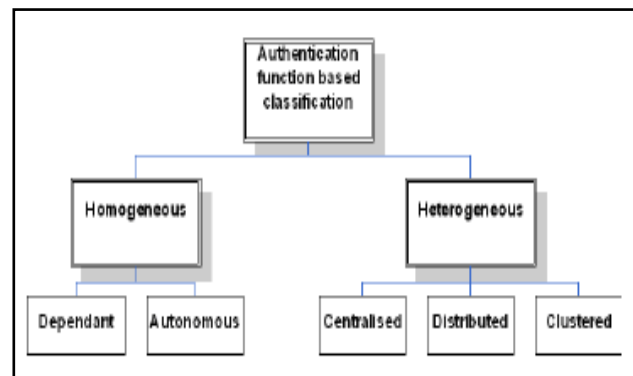 Authentication
function based
classification
Homogeneous
Heterogeneous
Dependant
Autonomous
Centralised
Distributed
Clustered